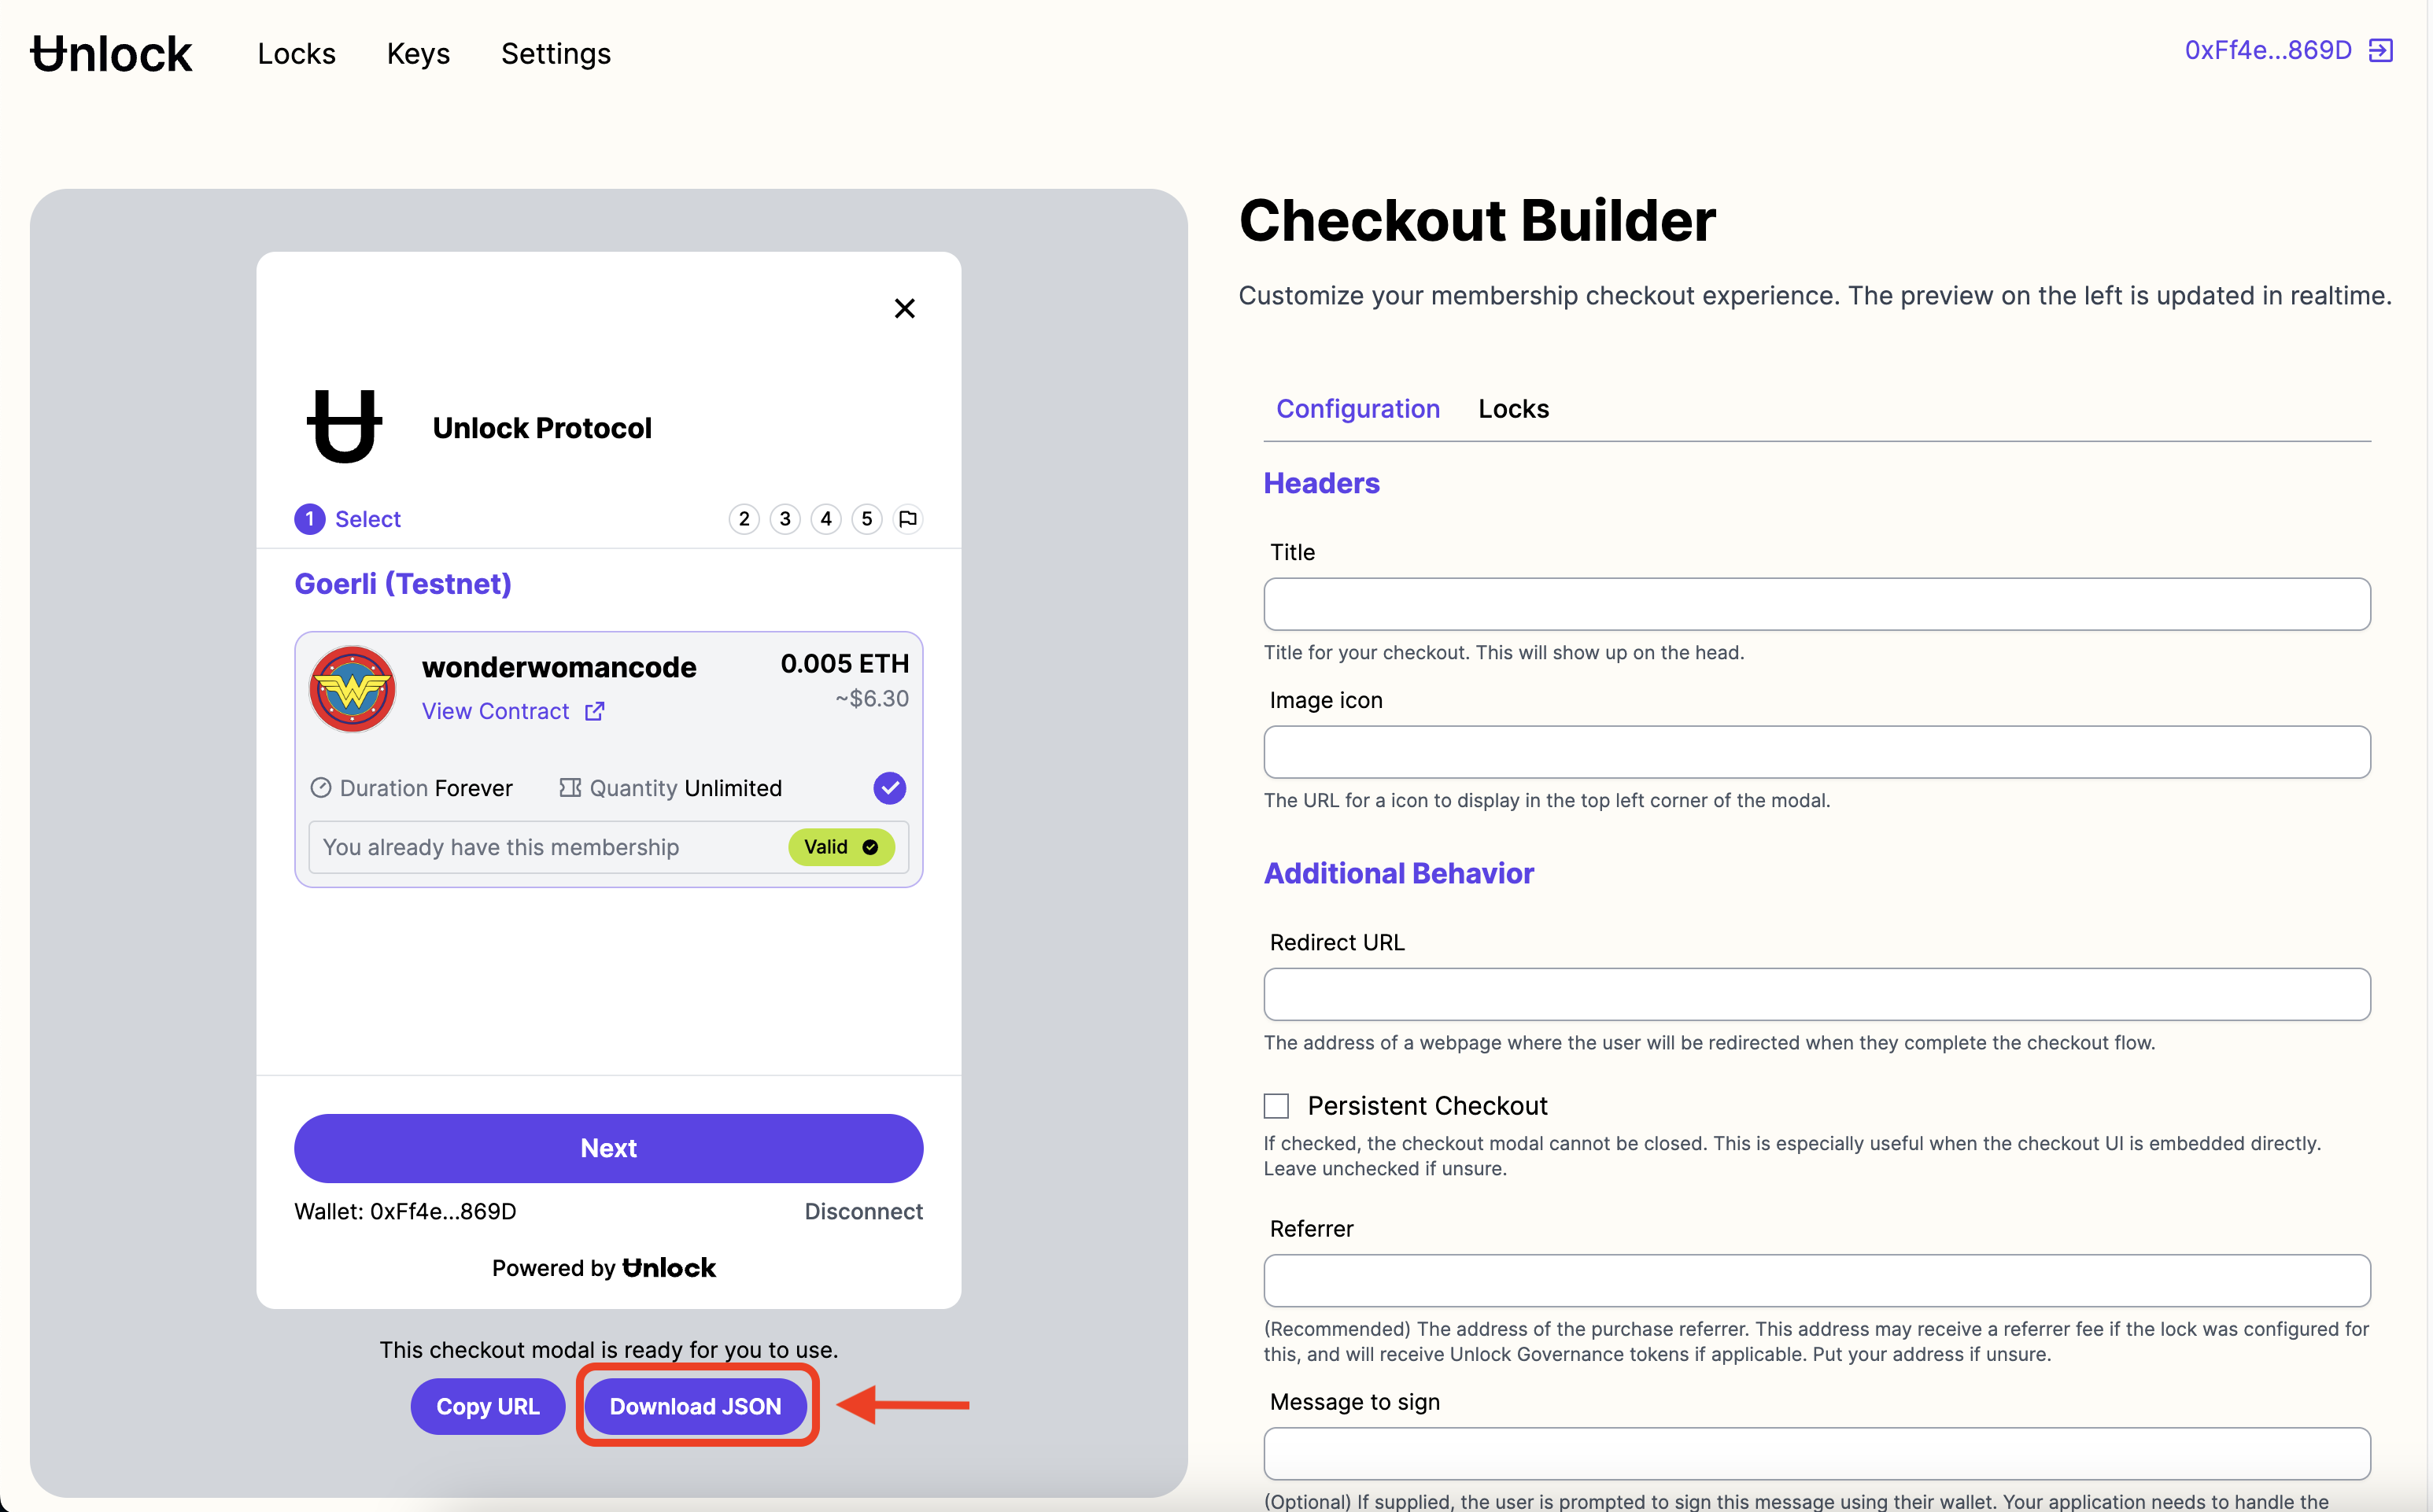 Unlock
Locks
Keys
Settings
0xFf4e...869D
Unlock Protocol
1 Select
2 3 4 5
Goerli (Testnet)
wonderwomancode
0.005 ETH
View Contract
~$6.30
Duration Forever
Quantity Unlimited
You already have this membership
Valid
Next
Wallet: 0xFf4e...869D
Disconnect
Powered by Unlock
This checkout modal is ready for you to use.
Copy URL
Download JSON
Checkout Builder
Customize your membership checkout experience. The preview on the left is updated in realtime.
Configuration
Locks
Headers
Title
Title for your checkout. This will show up on the head.
Image icon
The URL for a icon to display in the top left corner of the modal.
Additional Behavior
Redirect URL
The address of a webpage where the user will be redirected when they complete the checkout flow.
Persistent Checkout
If checked, the checkout modal cannot be closed. This is especially useful when the checkout UI is embedded directly.
Leave unchecked if unsure.
Referrer
(Recommended) The address of the purchase referrer. This address may receive a referrer fee if the lock was configured for
this, and will receive Unlock Governance tokens if applicable. Put your address if unsure.
Message to sign
(Optional) If supplied, the user is prompted to sign this message using their wallet. Your application needs to handle the